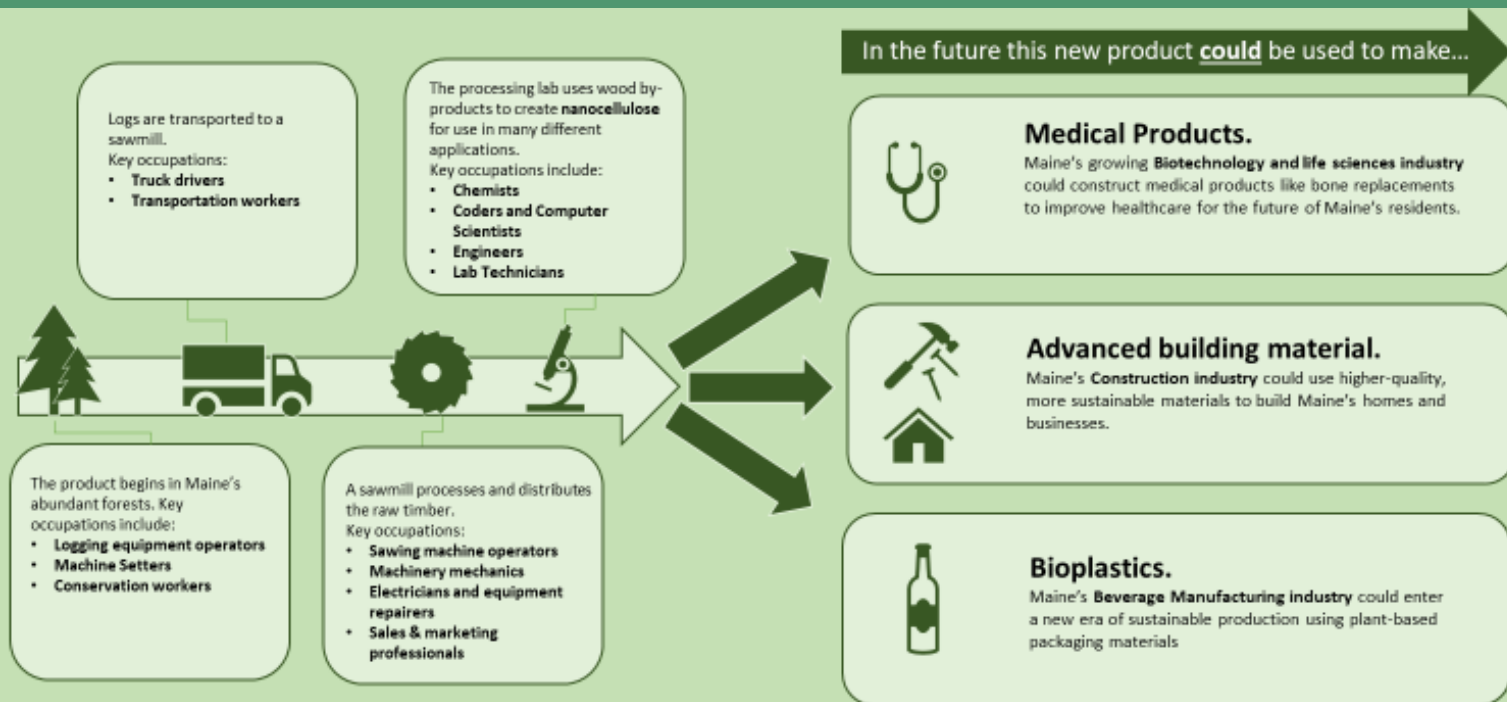 In the future this new product could be used to make...
Logs are transported to a
sawmill.
Key occupations:
• Truck drivers
• Transportation workers
The processing lab uses wood by-
products to create nanocellulose
for use in many different
applications.
Key occupations include:
• Chemists
• Coders and Computer
Scientists
• Engineers
• Lab Technicians
The product begins in Maine's
abundant forests. Key
occupations include:
• Logging equipment operators
• Machine Setters
• Conservation workers
A sawmill processes and distributes
the raw timber.
Key occupations:
• Sawing machine operators
• Machinery mechanics
• Electricians and equipment
repairers
• Sales & marketing
professionals
Medical Products.
Maine's growing Biotechnology and life sciences industry
could construct medical products like bone replacements
to improve healthcare for the future of Maine's residents.
Advanced building material.
Maine's Construction industry could use higher-quality,
more sustainable materials to build Maine's homes and
businesses.
Bioplastics.
Maine's Beverage Manufacturing industry could enter
a new era of sustainable production using plant-based
packaging materials